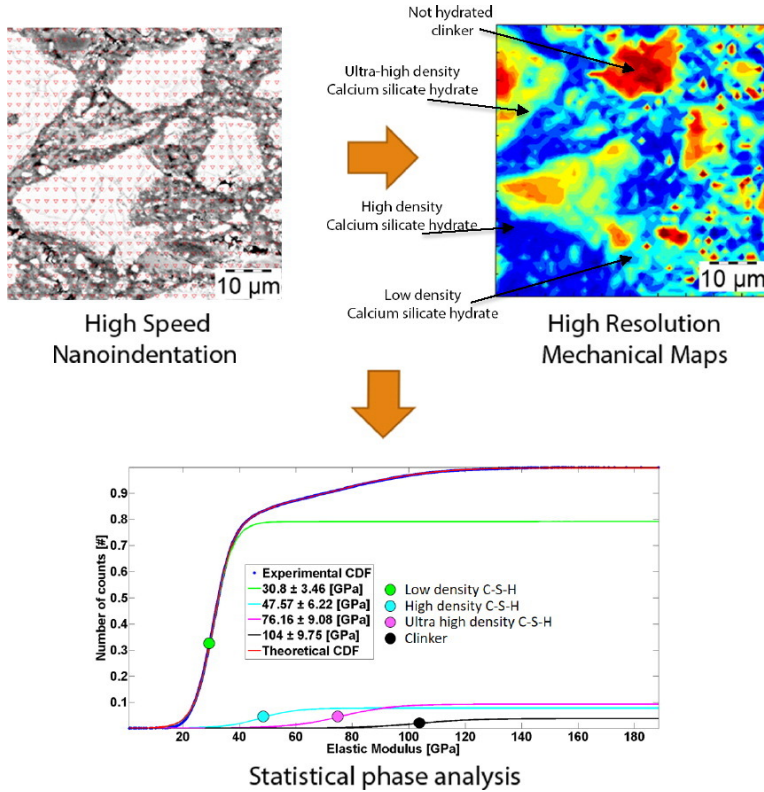 Not hydrated
clinker
Ultra-high density
Calcium silicate hydrate
High density
Calcium silicate hydrate
Low density
Calcium silicate hydrate
10 µm
10 µm
High Speed
Nanoindentation
High Resolution
Mechanical Maps
Number of counts [#]
0.9
0.8
0.7
0.6
0.5
0.4
0.3
0.2
0.1
Experimental CDF
30.8 ± 3.46 [GPa]
47.57 ± 6.22 [GPa]
76.16 ± 9.08 [GPa]
104 ± 9.75 [GPa]
Theoretical CDF
Low density C-S-H
High density C-S-H
Ultra high density C-S-H
Clinker
20 40 60 80 100 120 140 160 180
Elastic Modulus [GPa]
Statistical phase analysis